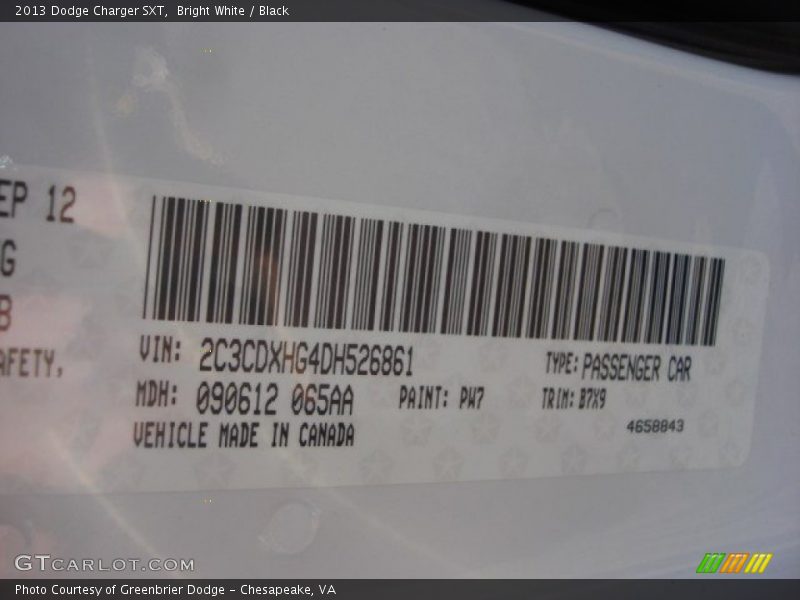 2013 Dodge Charger SXT,  Bright White / Black
EP 12
G
B
AFETY.
VIN: 2C3CDXHG4DH526861 TYPE: PASSENGER CAR
MDH: 090612 065AA PAINT: PW7 TRIM: B7X9
VEHICLE MADE IN CANADA 4658843
GTCARLOT.COM
Photo Courtesy of Greenbrier Dodge - Chesapeake, VA